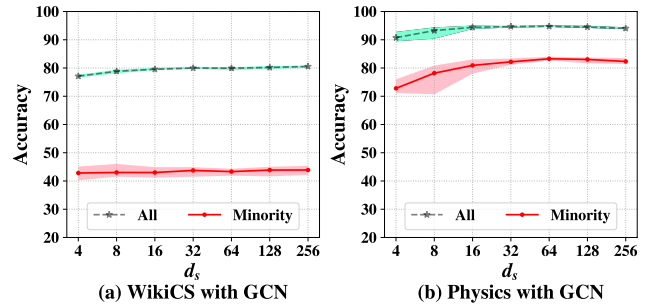 100
90
80
70
60
50
40
30
20
Accuracy
All Minority
4 8 16 32 64 128 256
d_s
(a) WikiCS with GCN
100
90
80
70
60
50
40
30
20
Accuracy
All Minority
4 8 16 32 64 128 256
d_s
(b) Physics with GCN